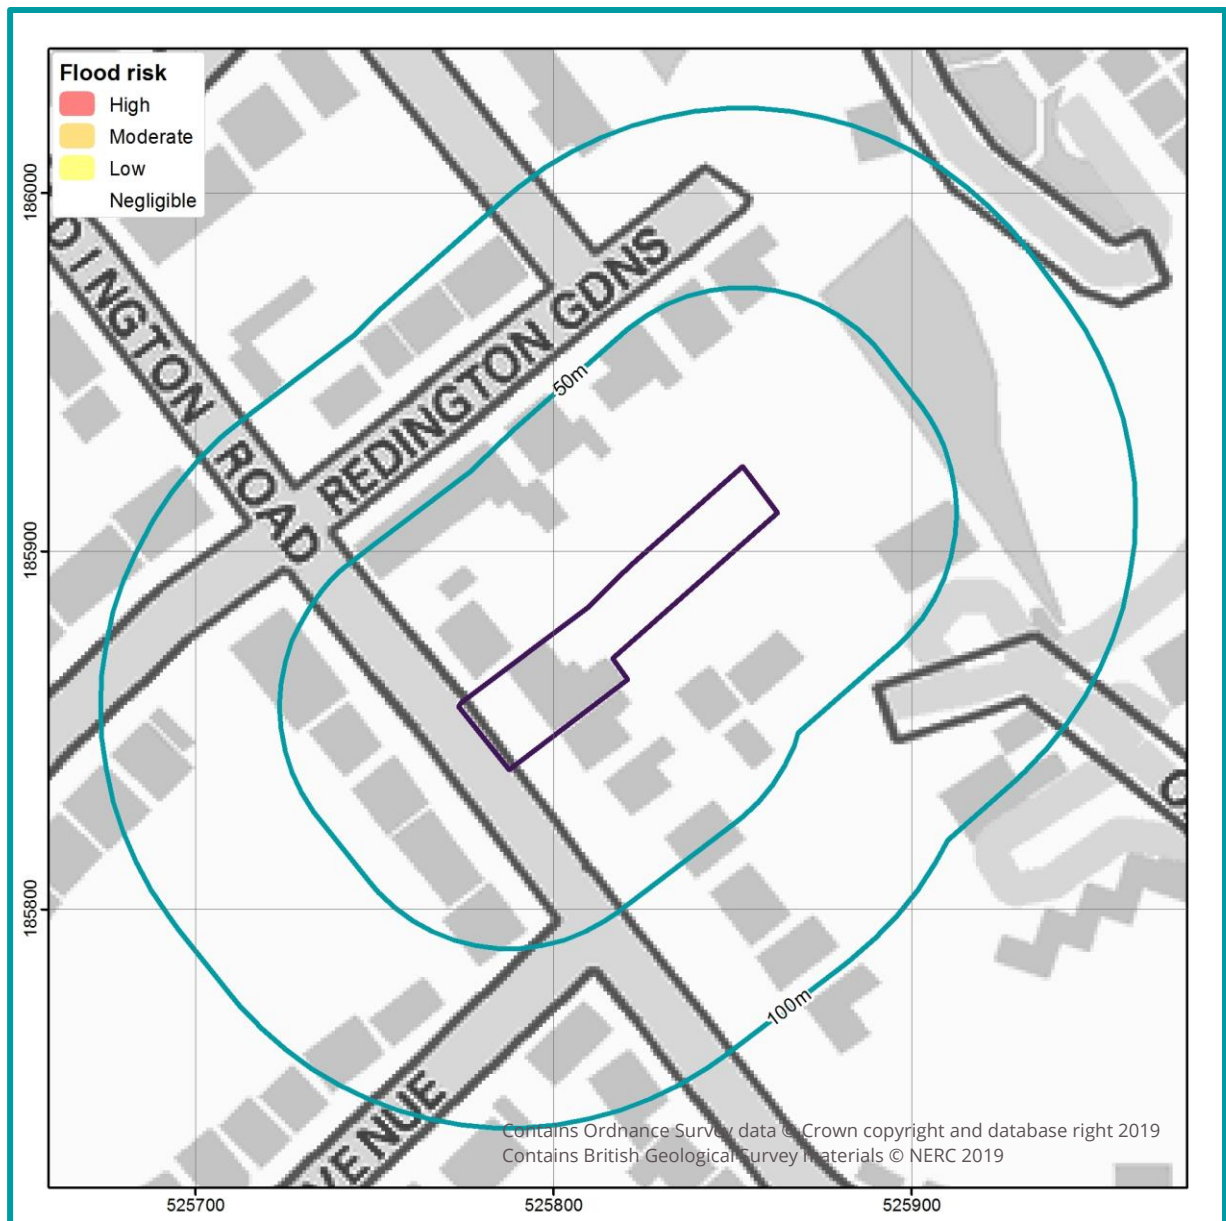 Flood risk
High
Moderate
Low
Negligible
186000
185900
185800
DINGTON ROAD
REDINGTON GDNS
50m
100m
VENUE
Contains Ordnance Survey data © Crown copyright and database right 2019
Contains British Geological Survey materials © NERC 2019
525700
525800
525900